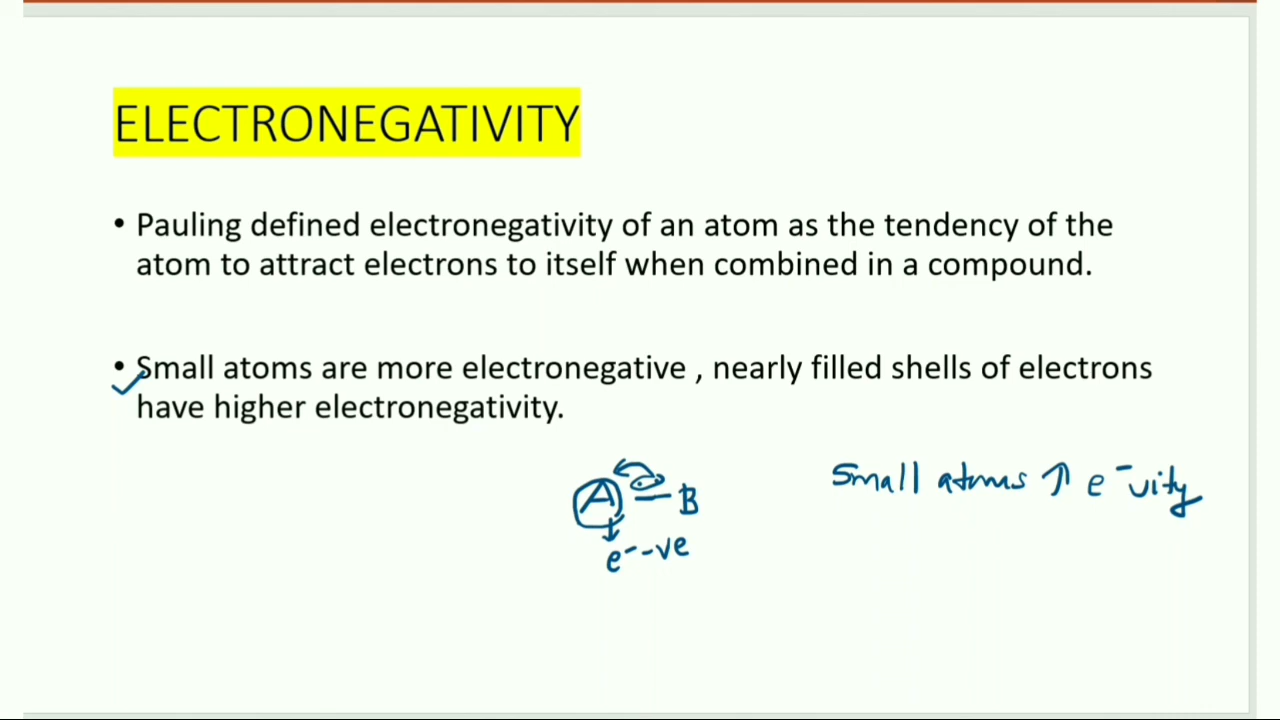 ELECTRONEGATIVITY
• Pauling defined electronegativity of an atom as the tendency of the
atom to attract electrons to itself when combined in a compound.
• Small atoms are more electronegative , nearly filled shells of electrons
have higher electronegativity.
A — B
e⁻-ve
Small atoms ↑ e⁻vity